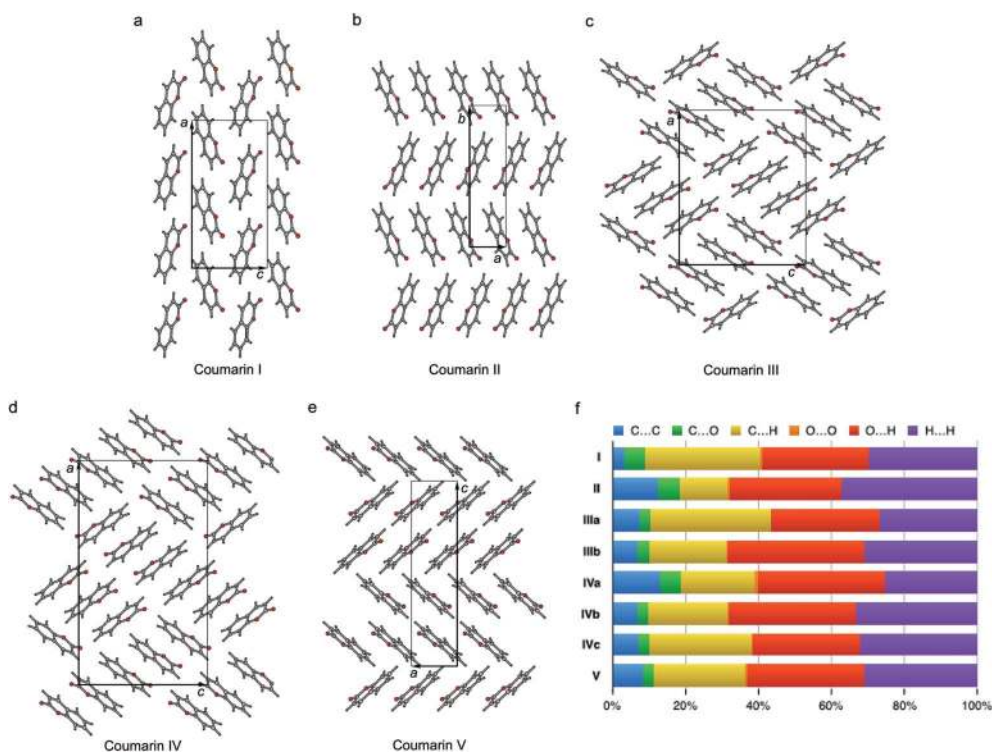 a
a
c
Coumarin I
b
b
a
Coumarin II
c
a
c
Coumarin III
d
a
c
Coumarin IV
e
c
a
Coumarin V
f
C...C C...O C...H O...O O...H H...H
I
II
IIIa
IIIb
IVa
IVb
IVc
V
0% 20% 40% 60% 80% 100%